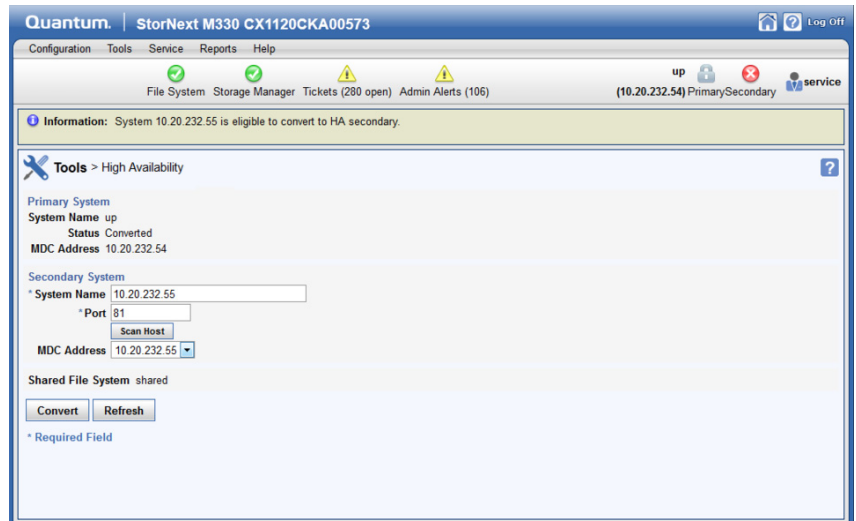 Quantum. | StorNext M330 CX1120CKA00573 Log Off
Configuration Tools Service Reports Help
File System Storage Manager Tickets (280 open) Admin Alerts (106) up (10.20.232.54) Primary Secondary service
Information: System 10.20.232.55 is eligible to convert to HA secondary.
Tools > High Availability
Primary System
System Name up
Status Converted
MDC Address 10.20.232.54
Secondary System
* System Name 10.20.232.55
* Port 81
Scan Host
MDC Address 10.20.232.55
Shared File System shared
Convert Refresh
* Required Field